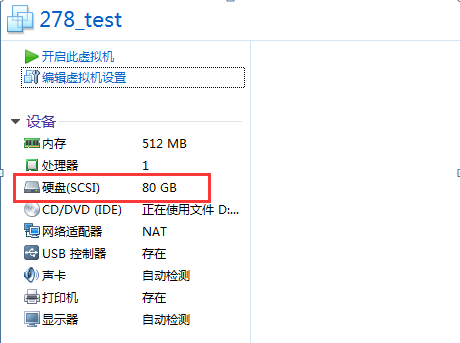 278_test
开启此虚拟机
编辑虚拟机设置
设备
内存 512 MB
处理器 1
硬盘(SCSI) 80 GB
CD/DVD (IDE) 正在使用文件 D:...
网络适配器 NAT
USB 控制器 存在
声卡 自动检测
打印机 存在
显示器 自动检测